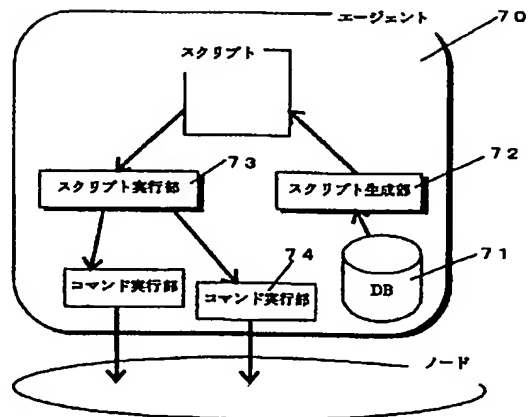 エージェント
70
スクリプト
73
スクリプト実行部
72
スクリプト生成部
コマンド実行部
74
コマンド実行部
71
DB
ノード